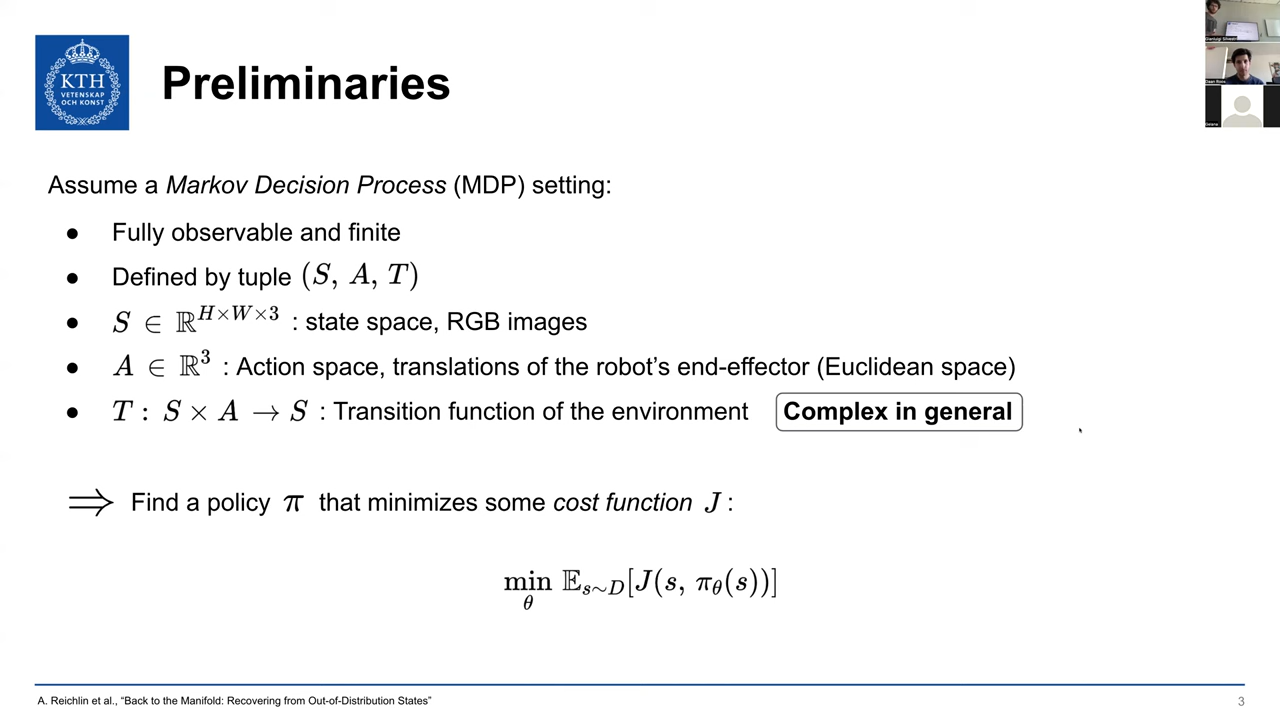 KTH
VETENSKAP
OCH KONST
Preliminaries
Assume a Markov Decision Process (MDP) setting:
● Fully observable and finite
● Defined by tuple (S, A, T)
● S ∈ ℝ^{H×W×3} : state space, RGB images
● A ∈ ℝ^3 : Action space, translations of the robot's end-effector (Euclidean space)
● T : S × A → S : Transition function of the environment Complex in general
⟹ Find a policy π that minimizes some cost function J :
min_θ 𝔼_{s∼D}[J(s, π_θ(s))]
A. Reichlin et al., "Back to the Manifold: Recovering from Out-of-Distribution States"
3